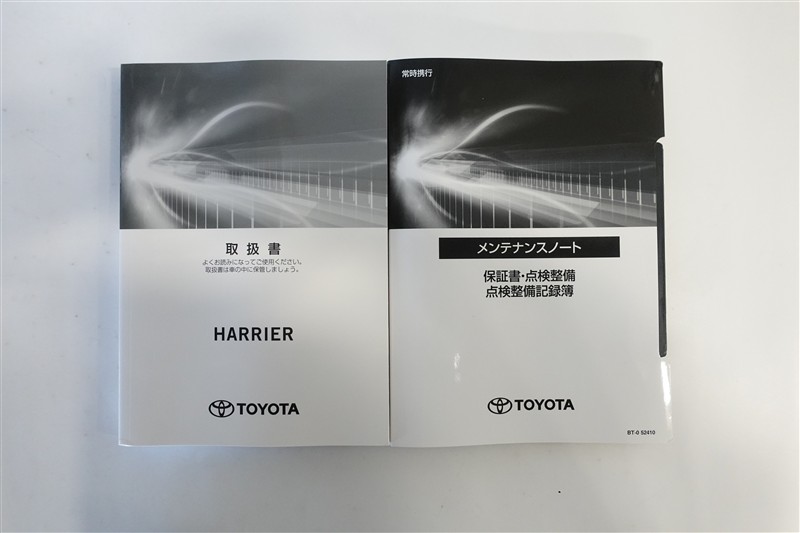 取扱書
よくお読みになってご使用ください。
取扱書は車の中に保管しましょう。
HARRIER
TOYOTA
常時携行
メンテナンスノート
保証書・点検整備
点検整備記録簿
TOYOTA
BT-0 52410